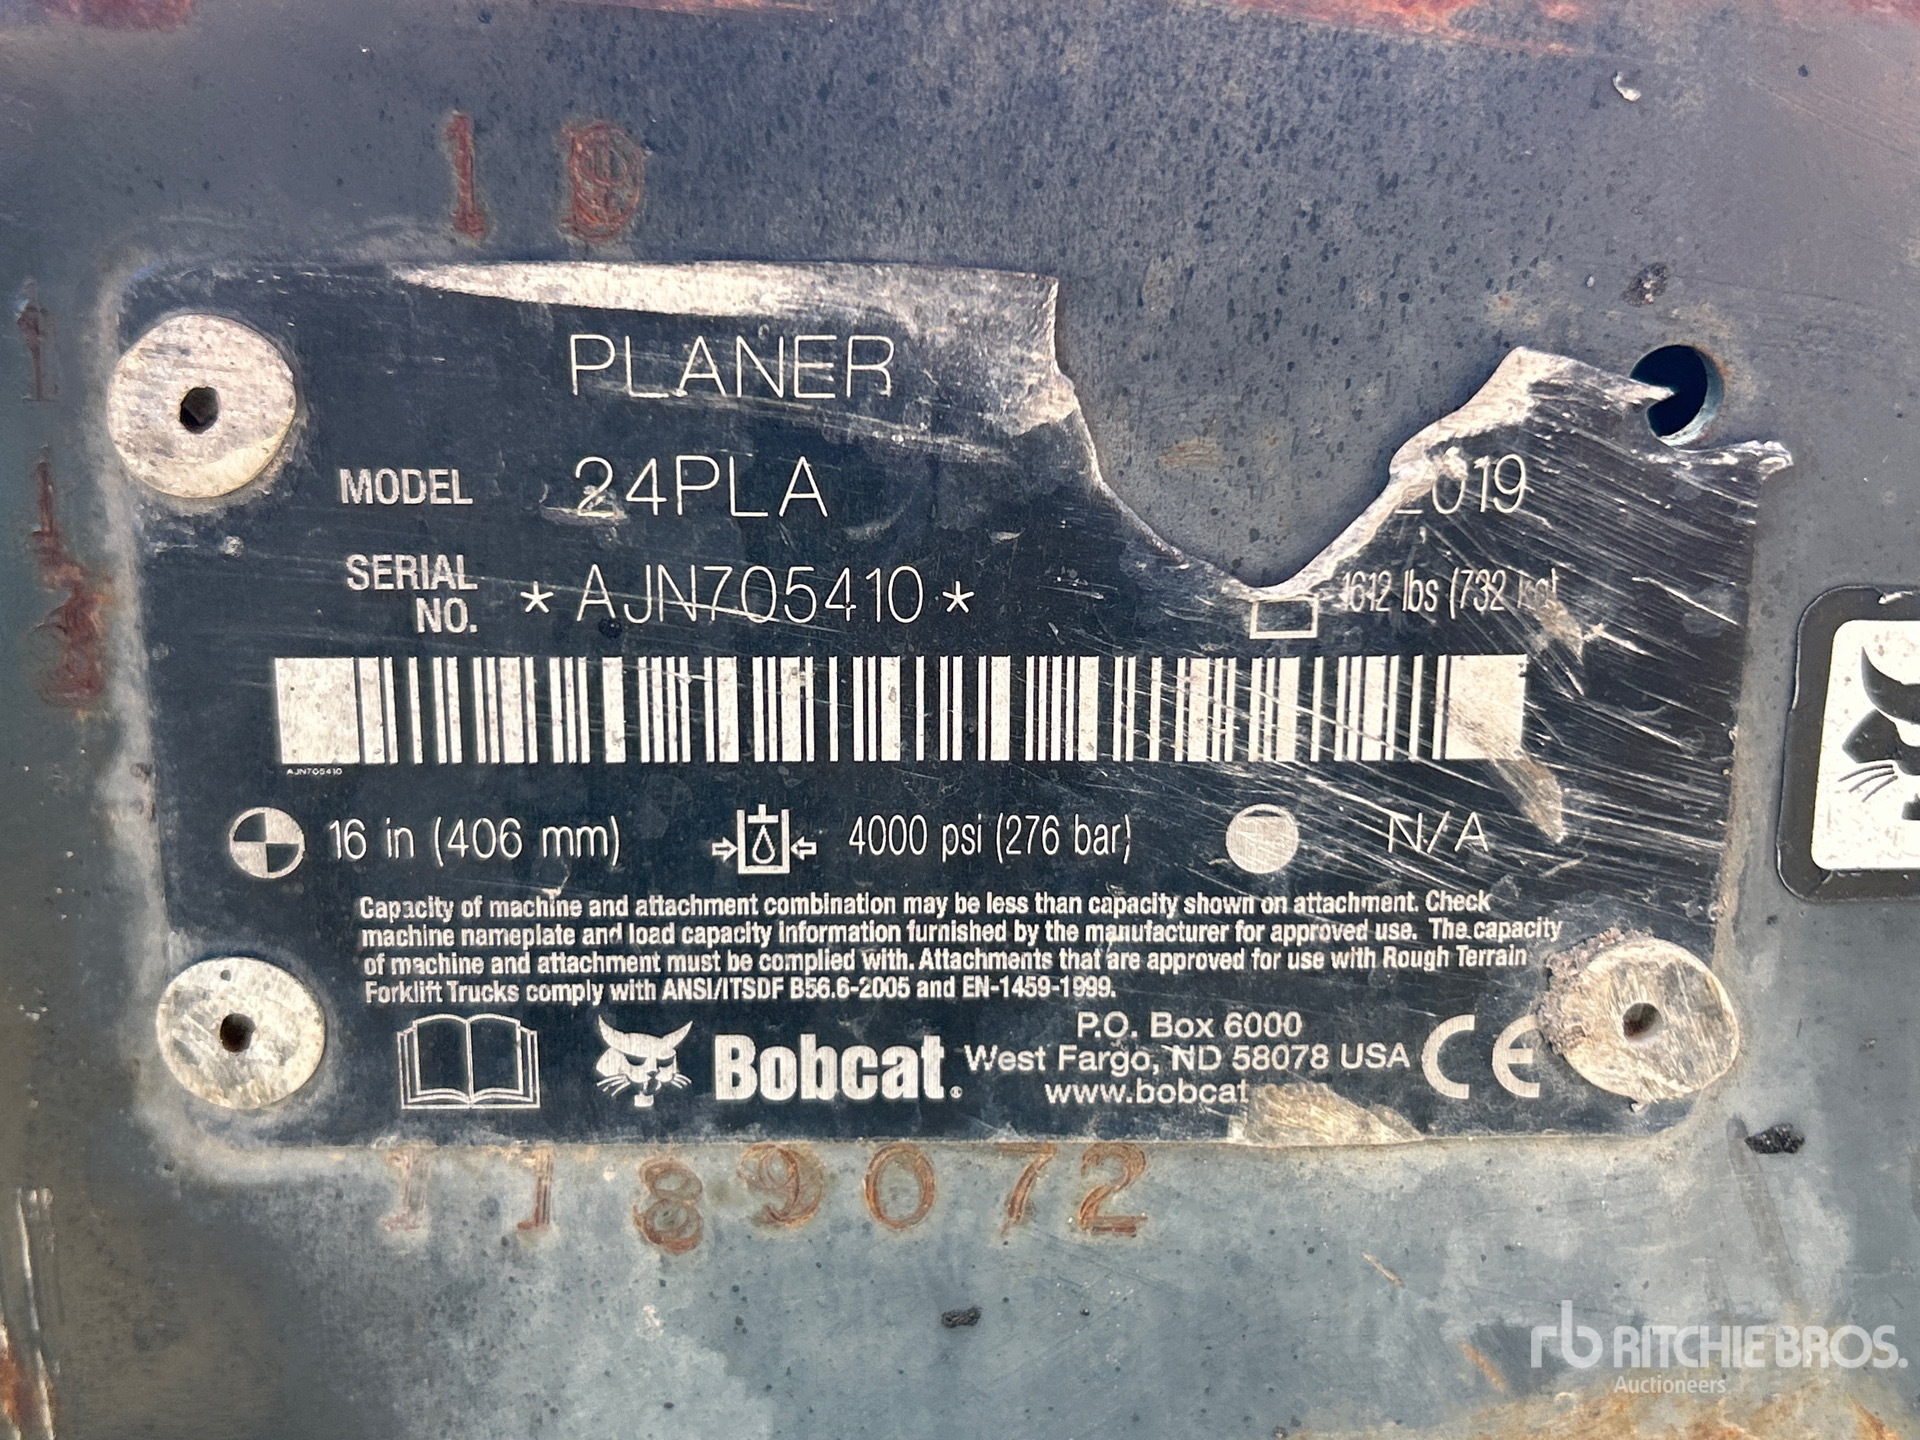 19
PLANER
MODEL 24PLA 2019
SERIAL NO. *AJN705410* 1612 lbs (732 kg)
AJN705410
16 in (406 mm) 4000 psi (276 bar) N/A
Capacity of machine and attachment combination may be less than capacity shown on attachment. Check
machine nameplate and load capacity information furnished by the manufacturer for approved use. The capacity
of machine and attachment must be complied with. Attachments that are approved for use with Rough Terrain
Forklift Trucks comply with ANSI/ITSDF B56.6-2005 and EN-1459-1999.
Bobcat®
P.O. Box 6000
West Fargo, ND 58078 USA
www.bobcat
CE
1189072
rb RITCHIE BROS.
Auctioneers